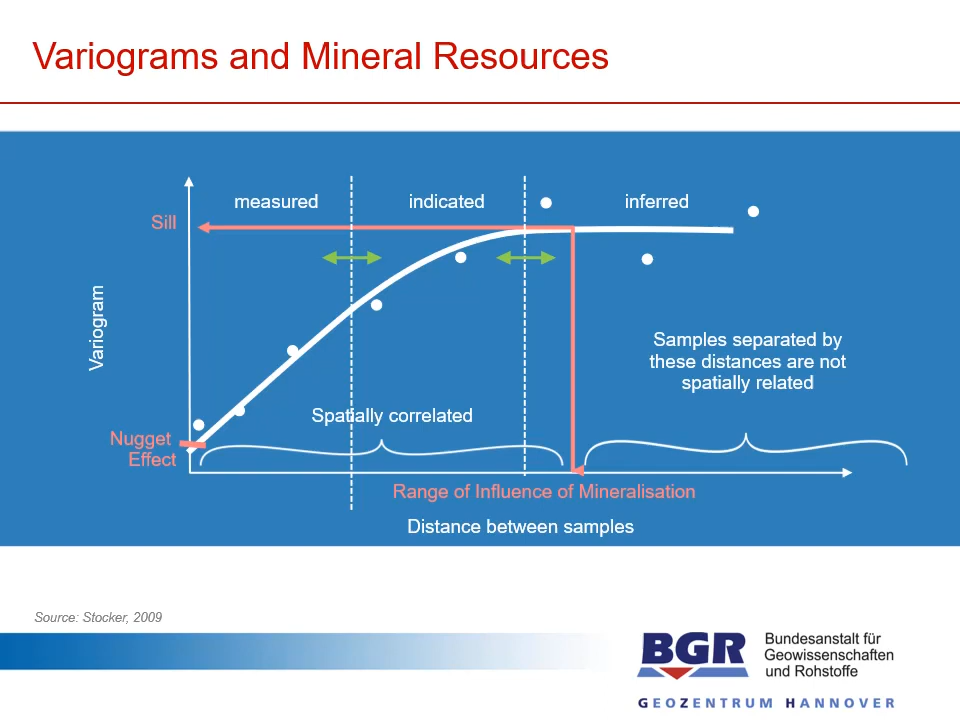 Variograms and Mineral Resources
measured
indicated
inferred
Sill
Variogram
Samples separated by
these distances are not
spatially related
Spatially correlated
Nugget
Effect
Range of Influence of Mineralisation
Distance between samples
Source: Stocker, 2009
BGR
Bundesanstalt für
Geowissenschaften
und Rohstoffe
GEOZENTRUM HANNOVER